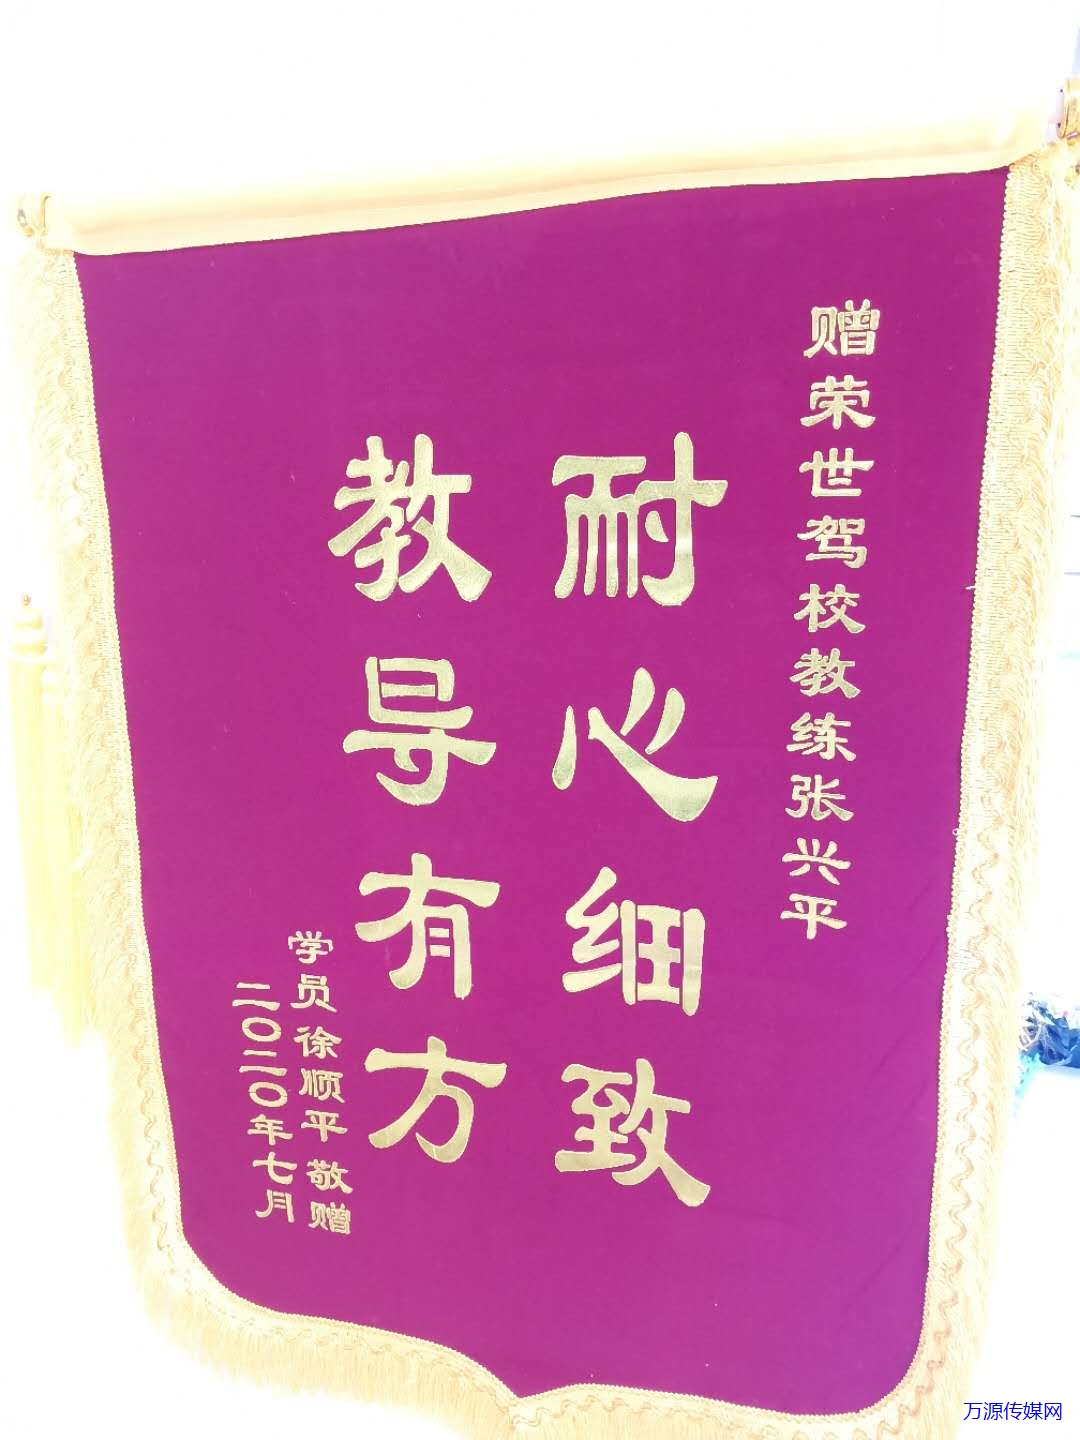 赠荣世驾校教练张兴平
耐心细致
教导有方
学员徐顺平敬赠
二〇二〇年七月
万源传媒网